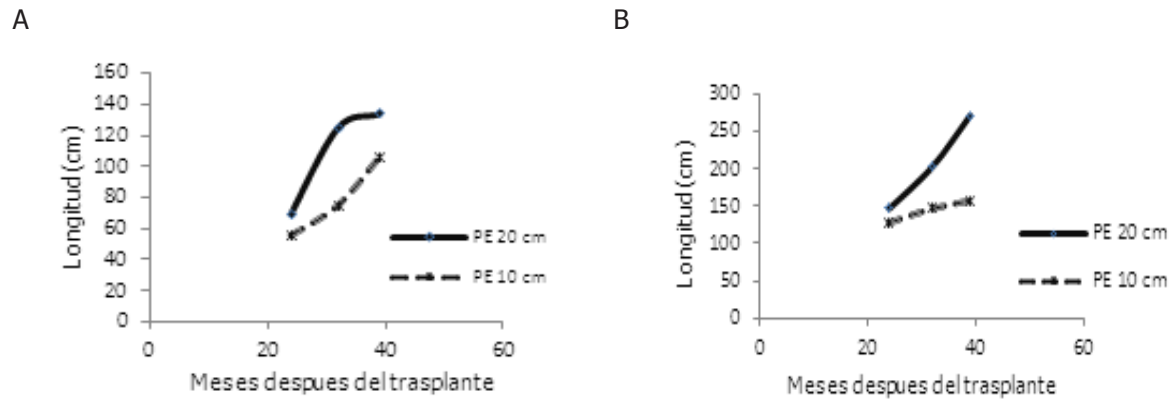 A
160
140
120
100
80
60
40
20
0
Longitud (cm)
0 20 40 60
Meses despues del trasplante
PE 20 cm
PE 10 cm
B
300
250
200
150
100
50
0
Longitud (cm)
0 20 40 60
Meses despues del trasplante
PE 20 cm
PE 10 cm